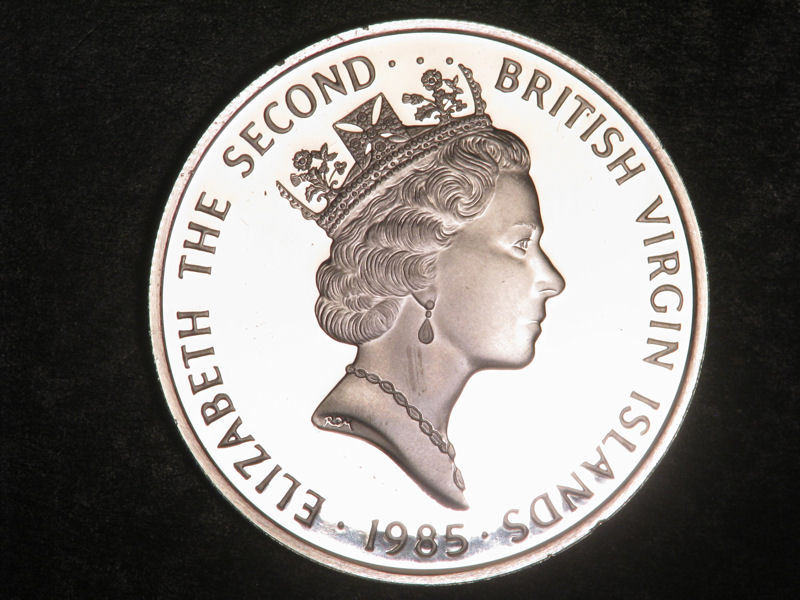 ELIZABETH THE SECOND · · · BRITISH VIRGIN ISLANDS · 1985 ·
RDM